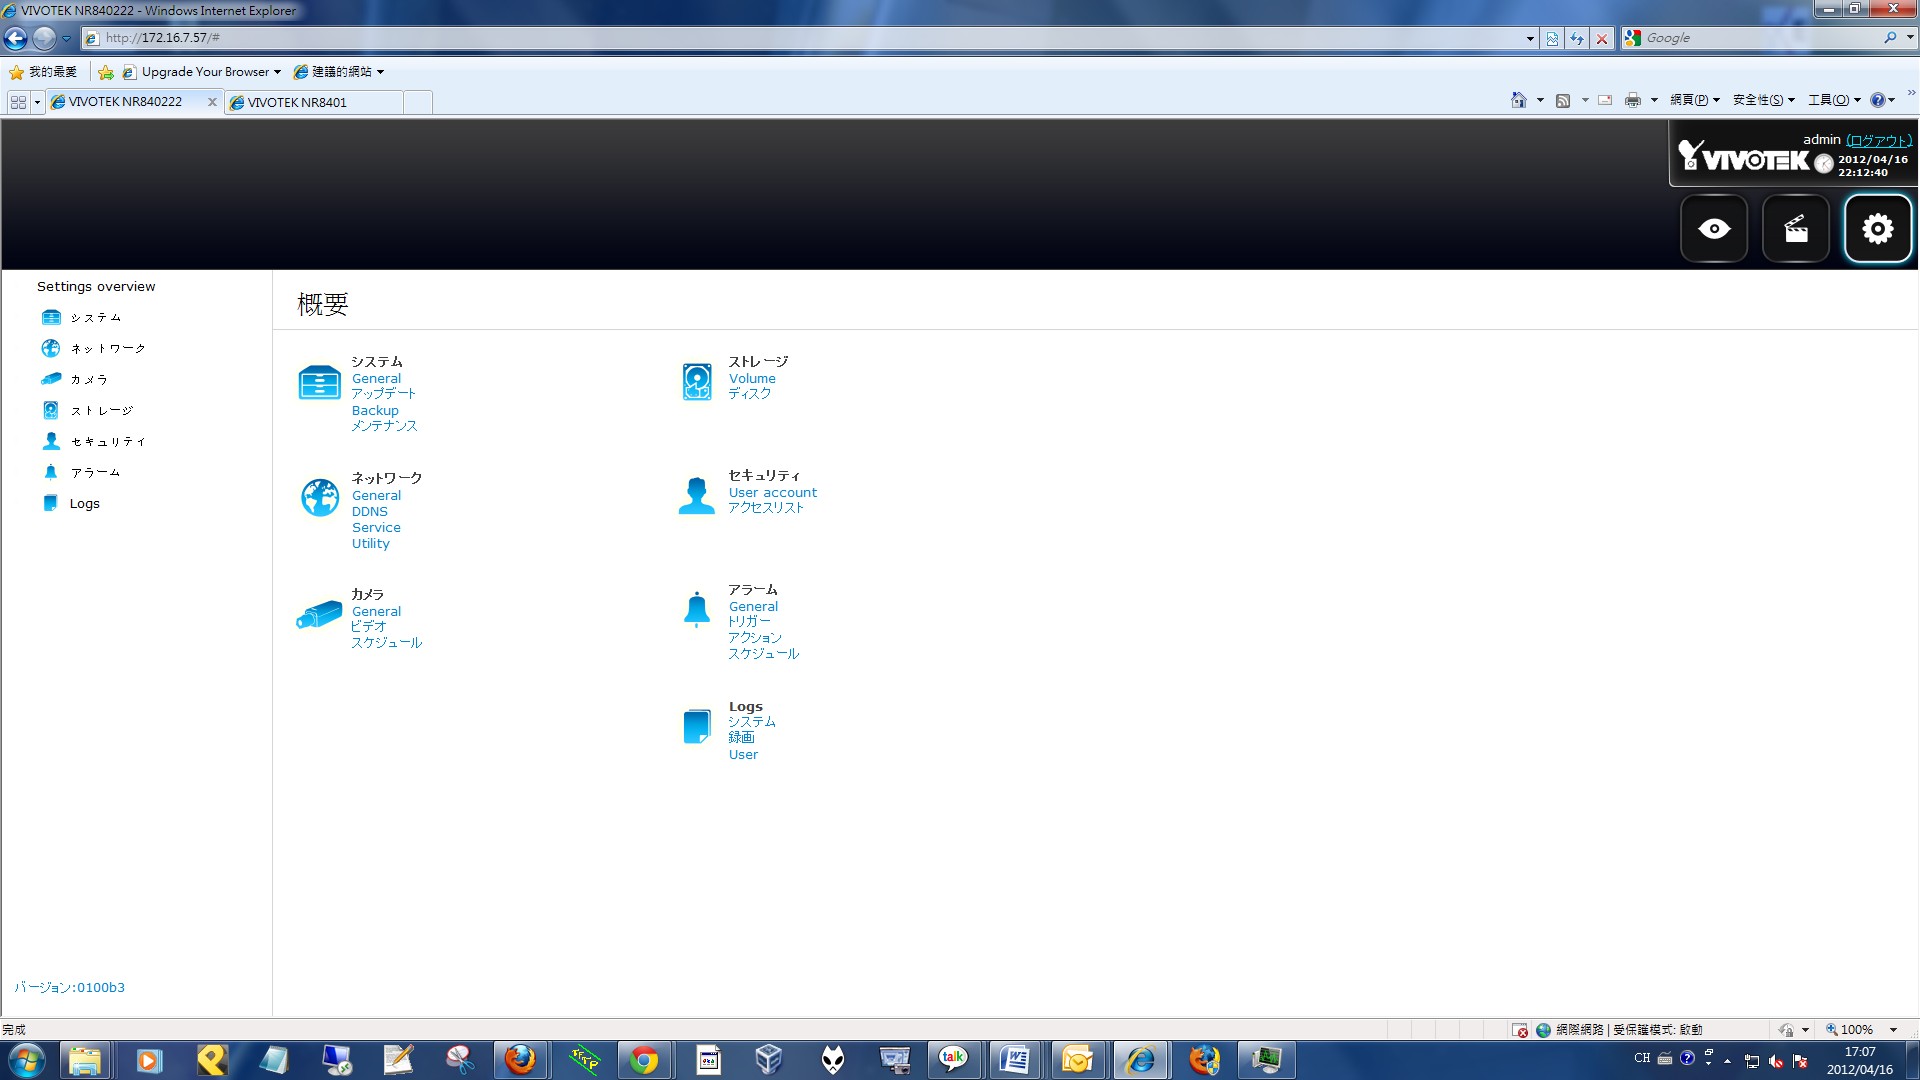 VIVOTEK NR840222 - Windows Internet Explorer
http://172.16.7.57/#
Google
我的最愛
Upgrade Your Browser
建議的網站
VIVOTEK NR840222
VIVOTEK NR8401
網頁(P)
安全性(S)
工具(O)
admin (ログアウト)
VIVOTEK
2012/04/16
22:12:40
Settings overview
システム
ネットワーク
カメラ
ストレージ
セキュリティ
アラーム
Logs
バージョン:0100b3
概要
システム
General
アップデート
Backup
メンテナンス
ネットワーク
General
DDNS
Service
Utility
カメラ
General
ビデオ
スケジュール
ストレージ
Volume
ディスク
セキュリティ
User account
アクセスリスト
アラーム
General
トリガー
アクション
スケジュール
Logs
システム
録画
User
完成
網際網路 | 受保護模式: 啟動
100%
talk
CH
17:07
2012/04/16